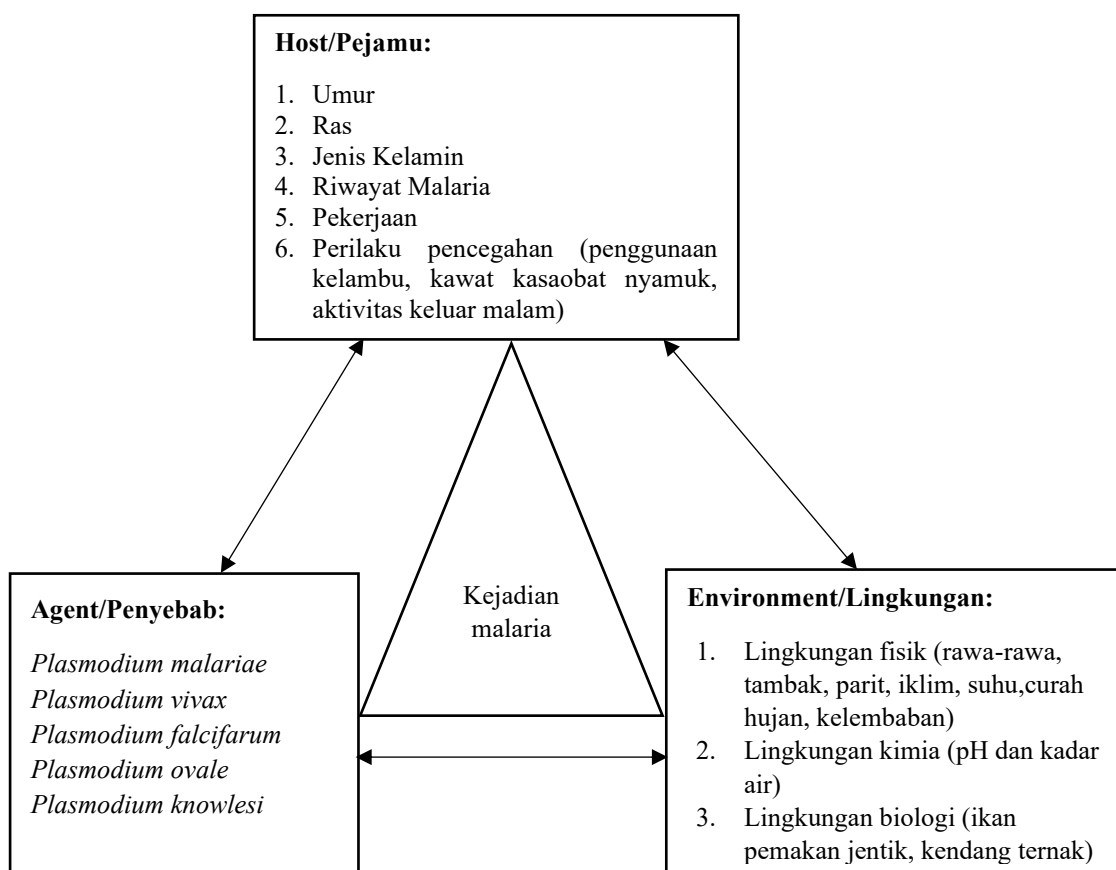 Host/Pejamu:
1. Umur
2. Ras
3. Jenis Kelamin
4. Riwayat Malaria
5. Pekerjaan
6. Perilaku pencegahan (penggunaan
kelambu, kawat kasaobat nyamuk,
aktivitas keluar malam)
Kejadian
malaria
Agent/Penyebab:
Plasmodium malariae
Plasmodium vivax
Plasmodium falcifarum
Plasmodium ovale
Plasmodium knowlesi
Environment/Lingkungan:
1. Lingkungan fisik (rawa-rawa,
tambak, parit, iklim, suhu,curah
hujan, kelembaban)
2. Lingkungan kimia (pH dan kadar
air)
3. Lingkungan biologi (ikan
pemakan jentik, kendang ternak)